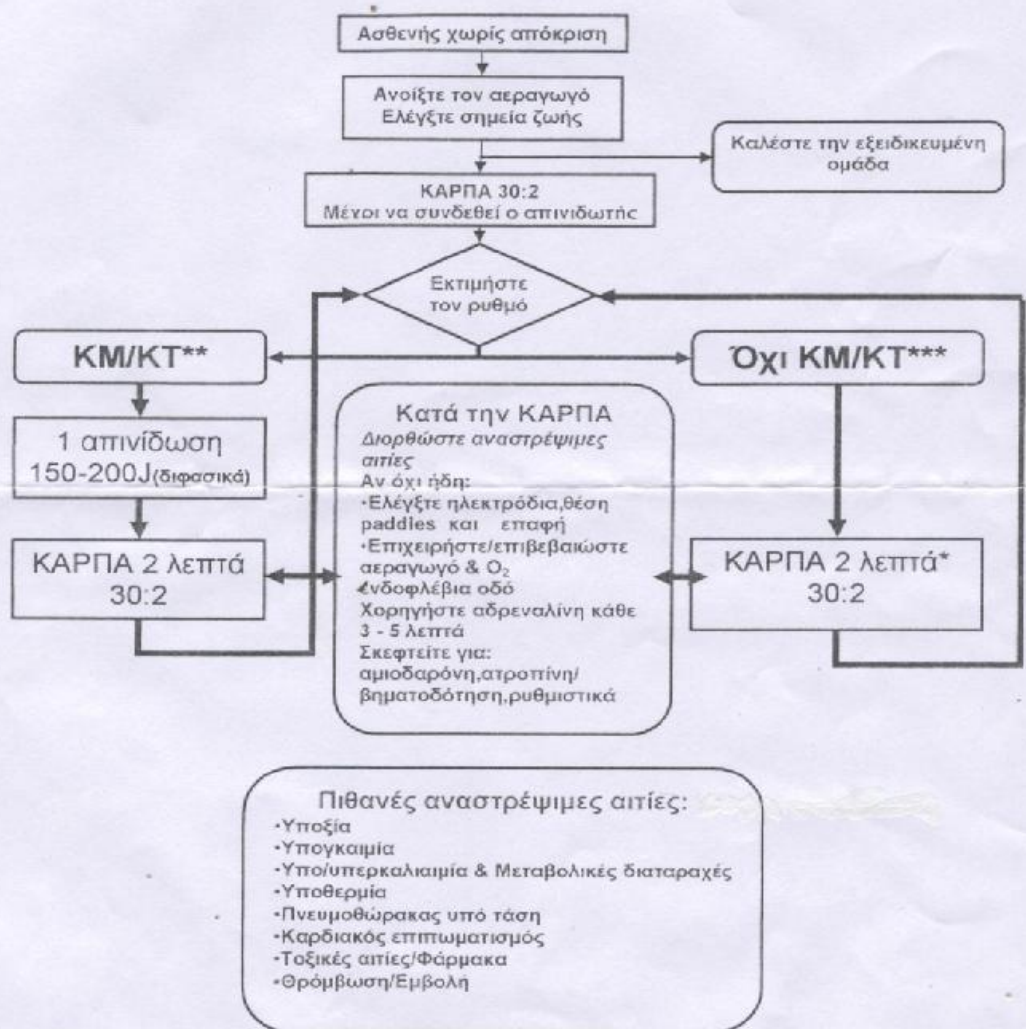 Ασθενής χωρίς απόκριση
Ανοίξτε τον αεραγωγό
Ελέγξτε σημεία ζωής
Καλέστε την εξειδικευμένη
ομάδα
ΚΑΡΠΑ 30:2
Μέχρι να συνδεθεί ο απινιδωτής
Εκτιμήστε
τον ρυθμό
ΚΜ/ΚΤ**
Όχι ΚΜ/ΚΤ***
1 απινίδωση
150-200J(διφασικά)
ΚΑΡΠΑ 2 λεπτά
30:2
Κατά την ΚΑΡΠΑ
Διορθώστε αναστρέψιμες
αιτίες
Αν όχι ήδη:
·Ελέγξτε ηλεκτρόδια,θέση
paddles και επαφή
·Επιχειρήστε/επιβεβαιώστε
αεραγωγό & O₂
ενδοφλέβια οδό
Χορηγήστε αδρεναλίνη κάθε
3 - 5 λεπτά
Σκεφτείτε για:
αμιοδαρόνη,ατροπίνη/
βηματοδότηση,ρυθμιστικά
ΚΑΡΠΑ 2 λεπτά*
30:2
Πιθανές αναστρέψιμες αιτίες:
·Υποξία
·Υπογκαιμία
·Υπο/υπερκαλιαιμία & Μεταβολικές διαταραχές
·Υποθερμία
·Πνευμοθώρακας υπό τάση
·Καρδιακός επιπωματισμός
·Τοξικές αιτίες/Φάρμακα
·Θρόμβωση/Εμβολή